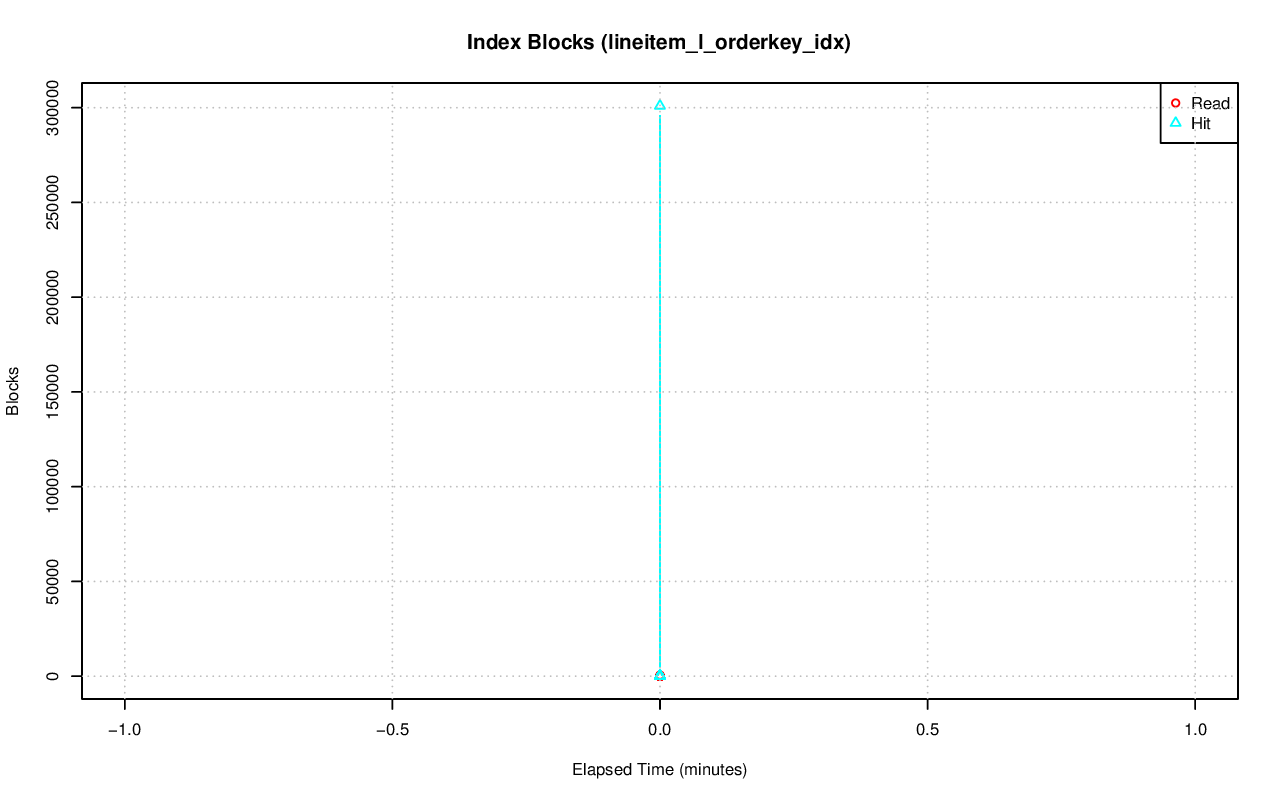 Index Blocks (lineitem_l_orderkey_idx)
Read
Hit
300000
250000
200000
150000
100000
50000
0
Blocks
−1.0
−0.5
0.0
0.5
1.0
Elapsed Time (minutes)